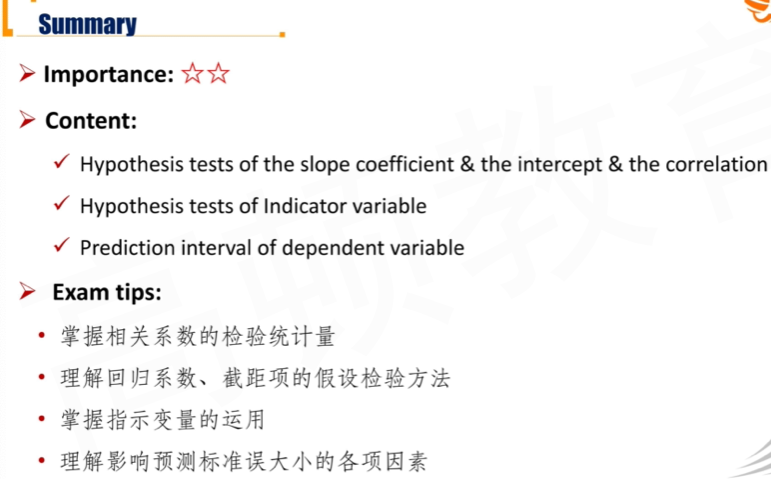 Summary
Importance: ☆☆
Content:
Hypothesis tests of the slope coefficient & the intercept & the correlation
Hypothesis tests of Indicator variable
Prediction interval of dependent variable
Exam tips:
掌握相关系数的检验统计量
理解回归系数、截距项的假设检验方法
掌握指示变量的运用
理解影响预测标准误大小的各项因素
高顿教育